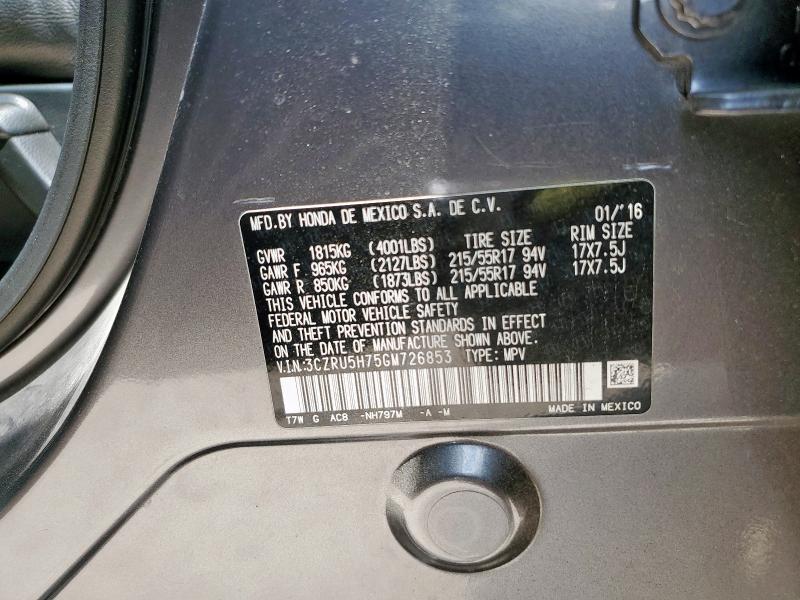 MFD.BY HONDA DE MEXICO S.A. DE C.V. 01/'16
GVWR 1815KG (4001LBS) TIRE SIZE RIM SIZE
GAWR F 965KG (2127LBS) 215/55R17 94V 17X7.5J
GAWR R 850KG (1873LBS) 215/55R17 94V 17X7.5J
THIS VEHICLE CONFORMS TO ALL APPLICABLE
FEDERAL MOTOR VEHICLE SAFETY
AND THEFT PREVENTION STANDARDS IN EFFECT
ON THE DATE OF MANUFACTURE SHOWN ABOVE.
V.I.N:3CZRU5H75GM726853 TYPE: MPV
T7W G AC8 -NH797M -A -M MADE IN MEXICO